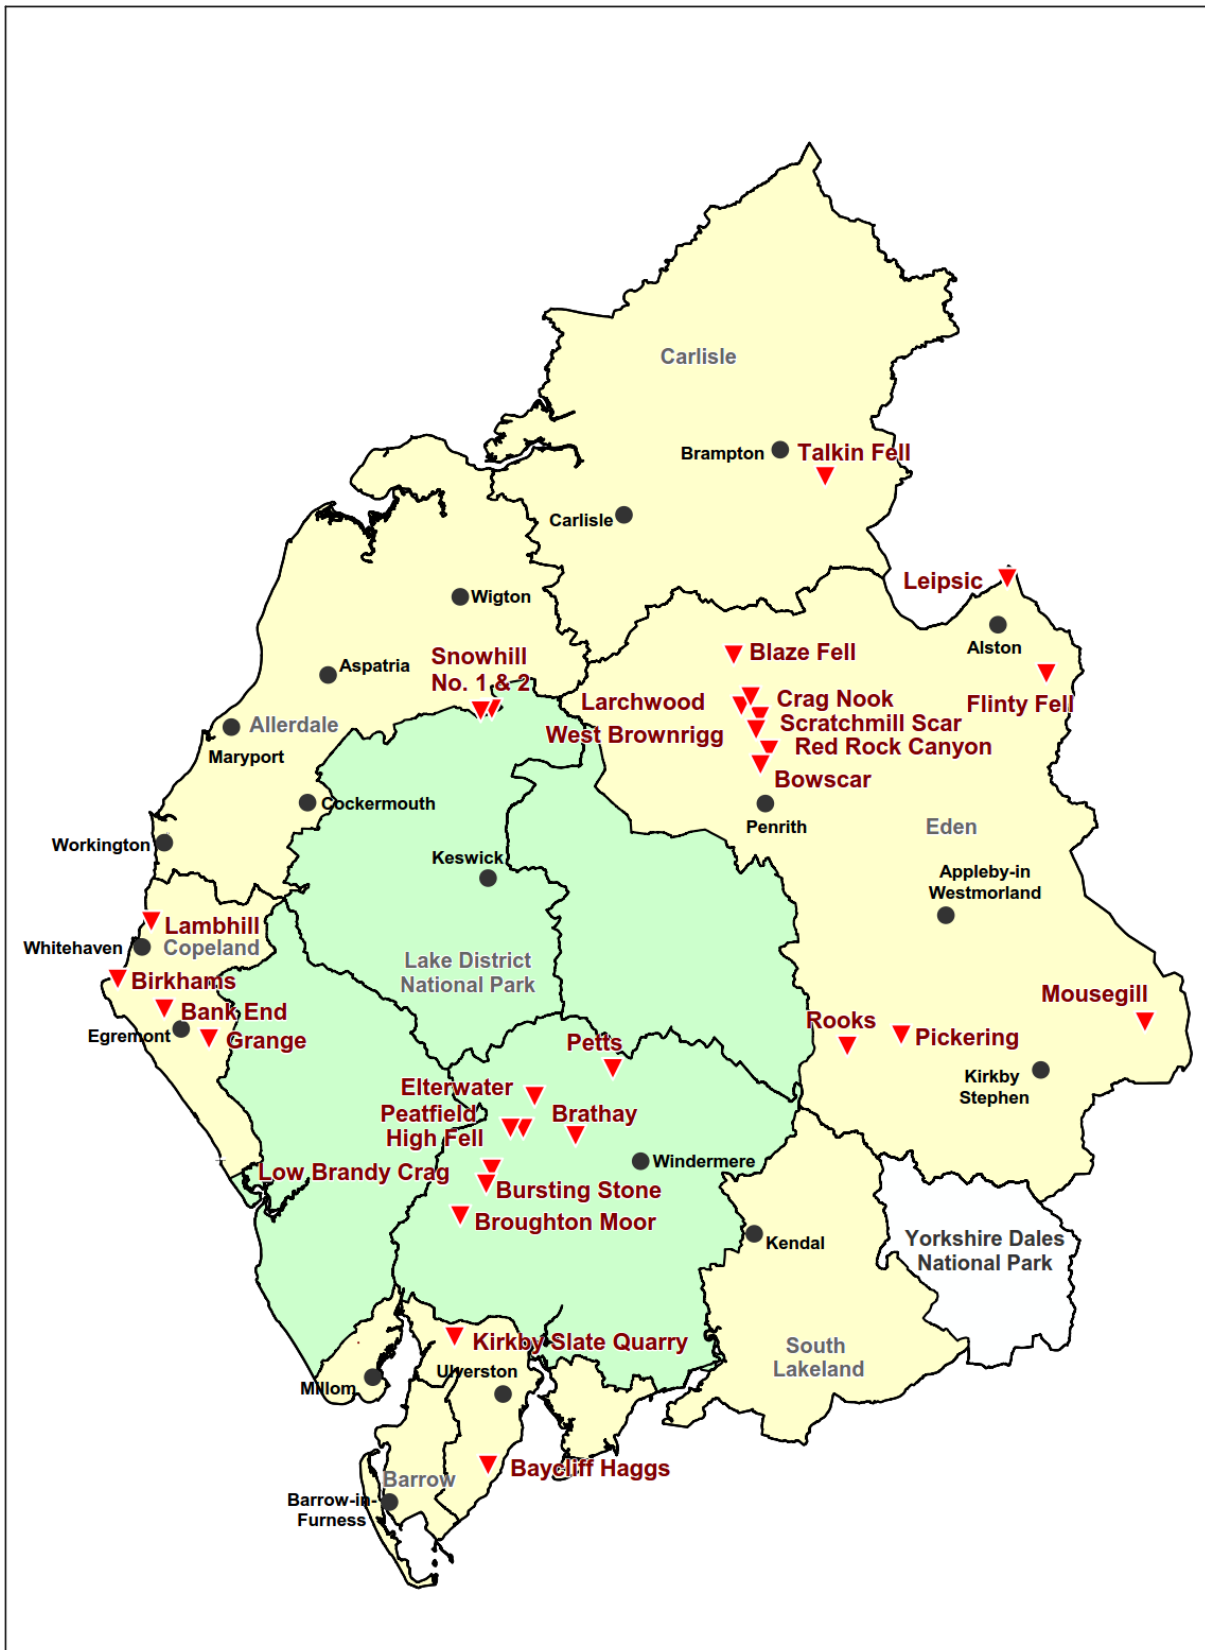 Carlisle
Brampton
Talkin Fell
Carlisle
Leipsic
Wigton
Alston
Snowhill
No. 1 & 2
Blaze Fell
Aspatria
Flinty Fell
Larchwood
Crag Nook
Allerdale
Scratchmill Scar
West Brownrigg
Red Rock Canyon
Maryport
Bowscar
Cockermouth
Penrith
Eden
Workington
Keswick
Appleby-in
Westmorland
Lambhill
Whitehaven
Copeland
Lake District
National Park
Birkhams
Mousegill
Bank End
Rooks
Egremont
Grange
Pickering
Petts
Kirkby
Stephen
Elterwater
Peatfield
Brathay
High Fell
Windermere
Low Brandy Crag
Bursting Stone
Broughton Moor
Kendal
Yorkshire Dales
National Park
Kirkby Slate Quarry
South
Lakeland
Ulverston
Millom
Baycliff Haggs
Barrow
Barrow-in-
Furness